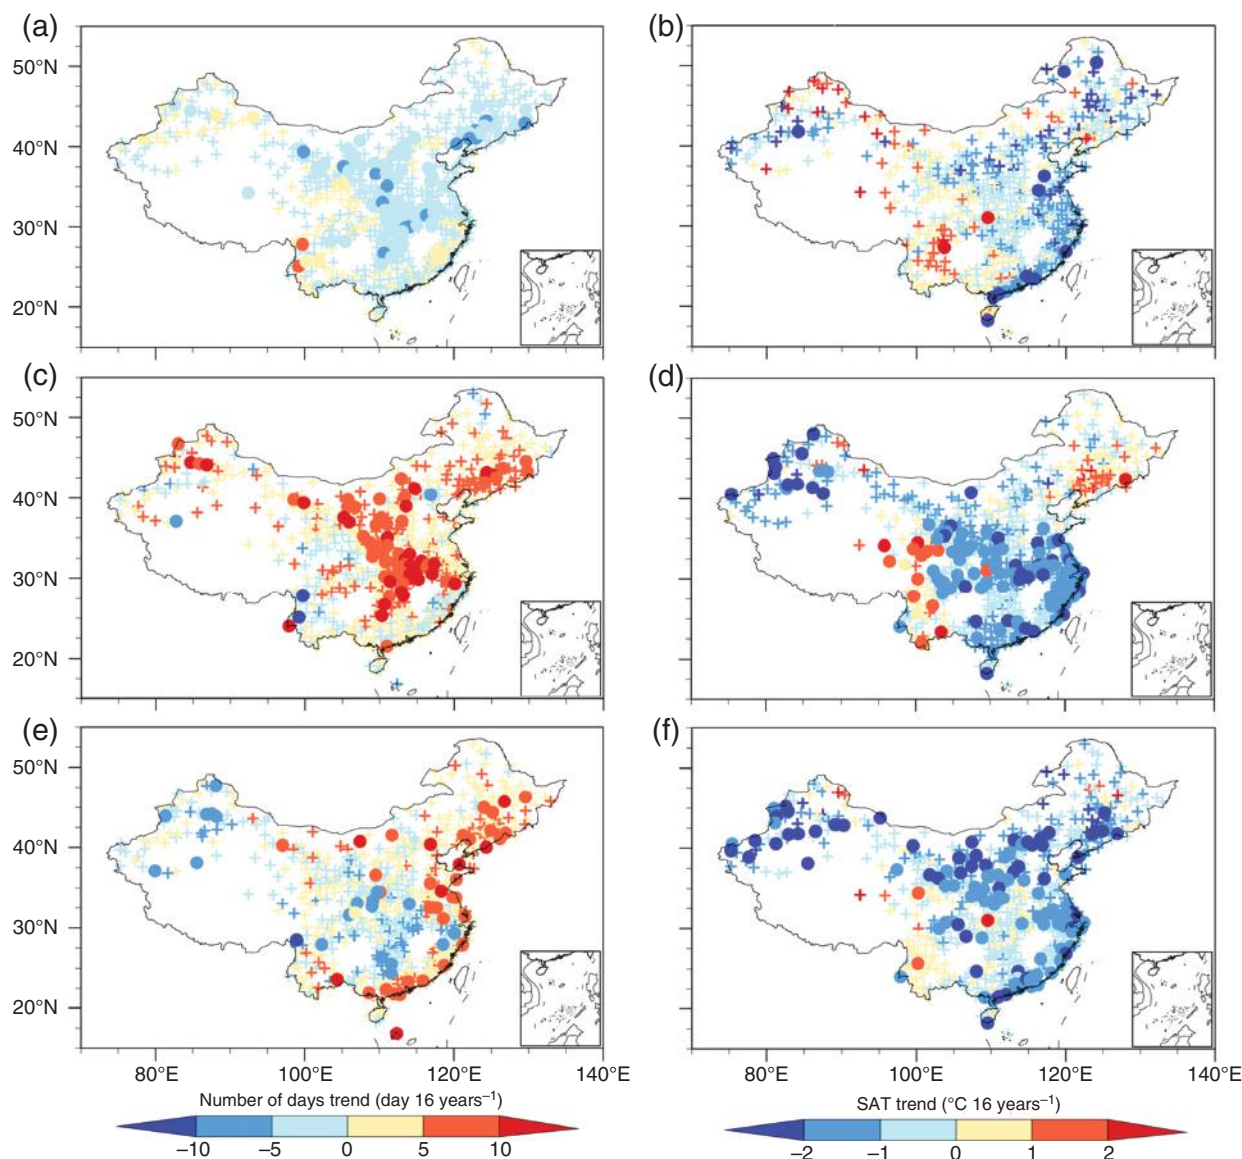 (a)
(b)
50°N
40°N
30°N
20°N
(c)
(d)
50°N
40°N
30°N
20°N
(e)
(f)
50°N
40°N
30°N
20°N
80°E 100°E 120°E 140°E 80°E 100°E 120°E 140°E
Number of days trend (day 16 years⁻¹)
−10 −5 0 5 10
SAT trend (°C 16 years⁻¹)
−2 −1 0 1 2